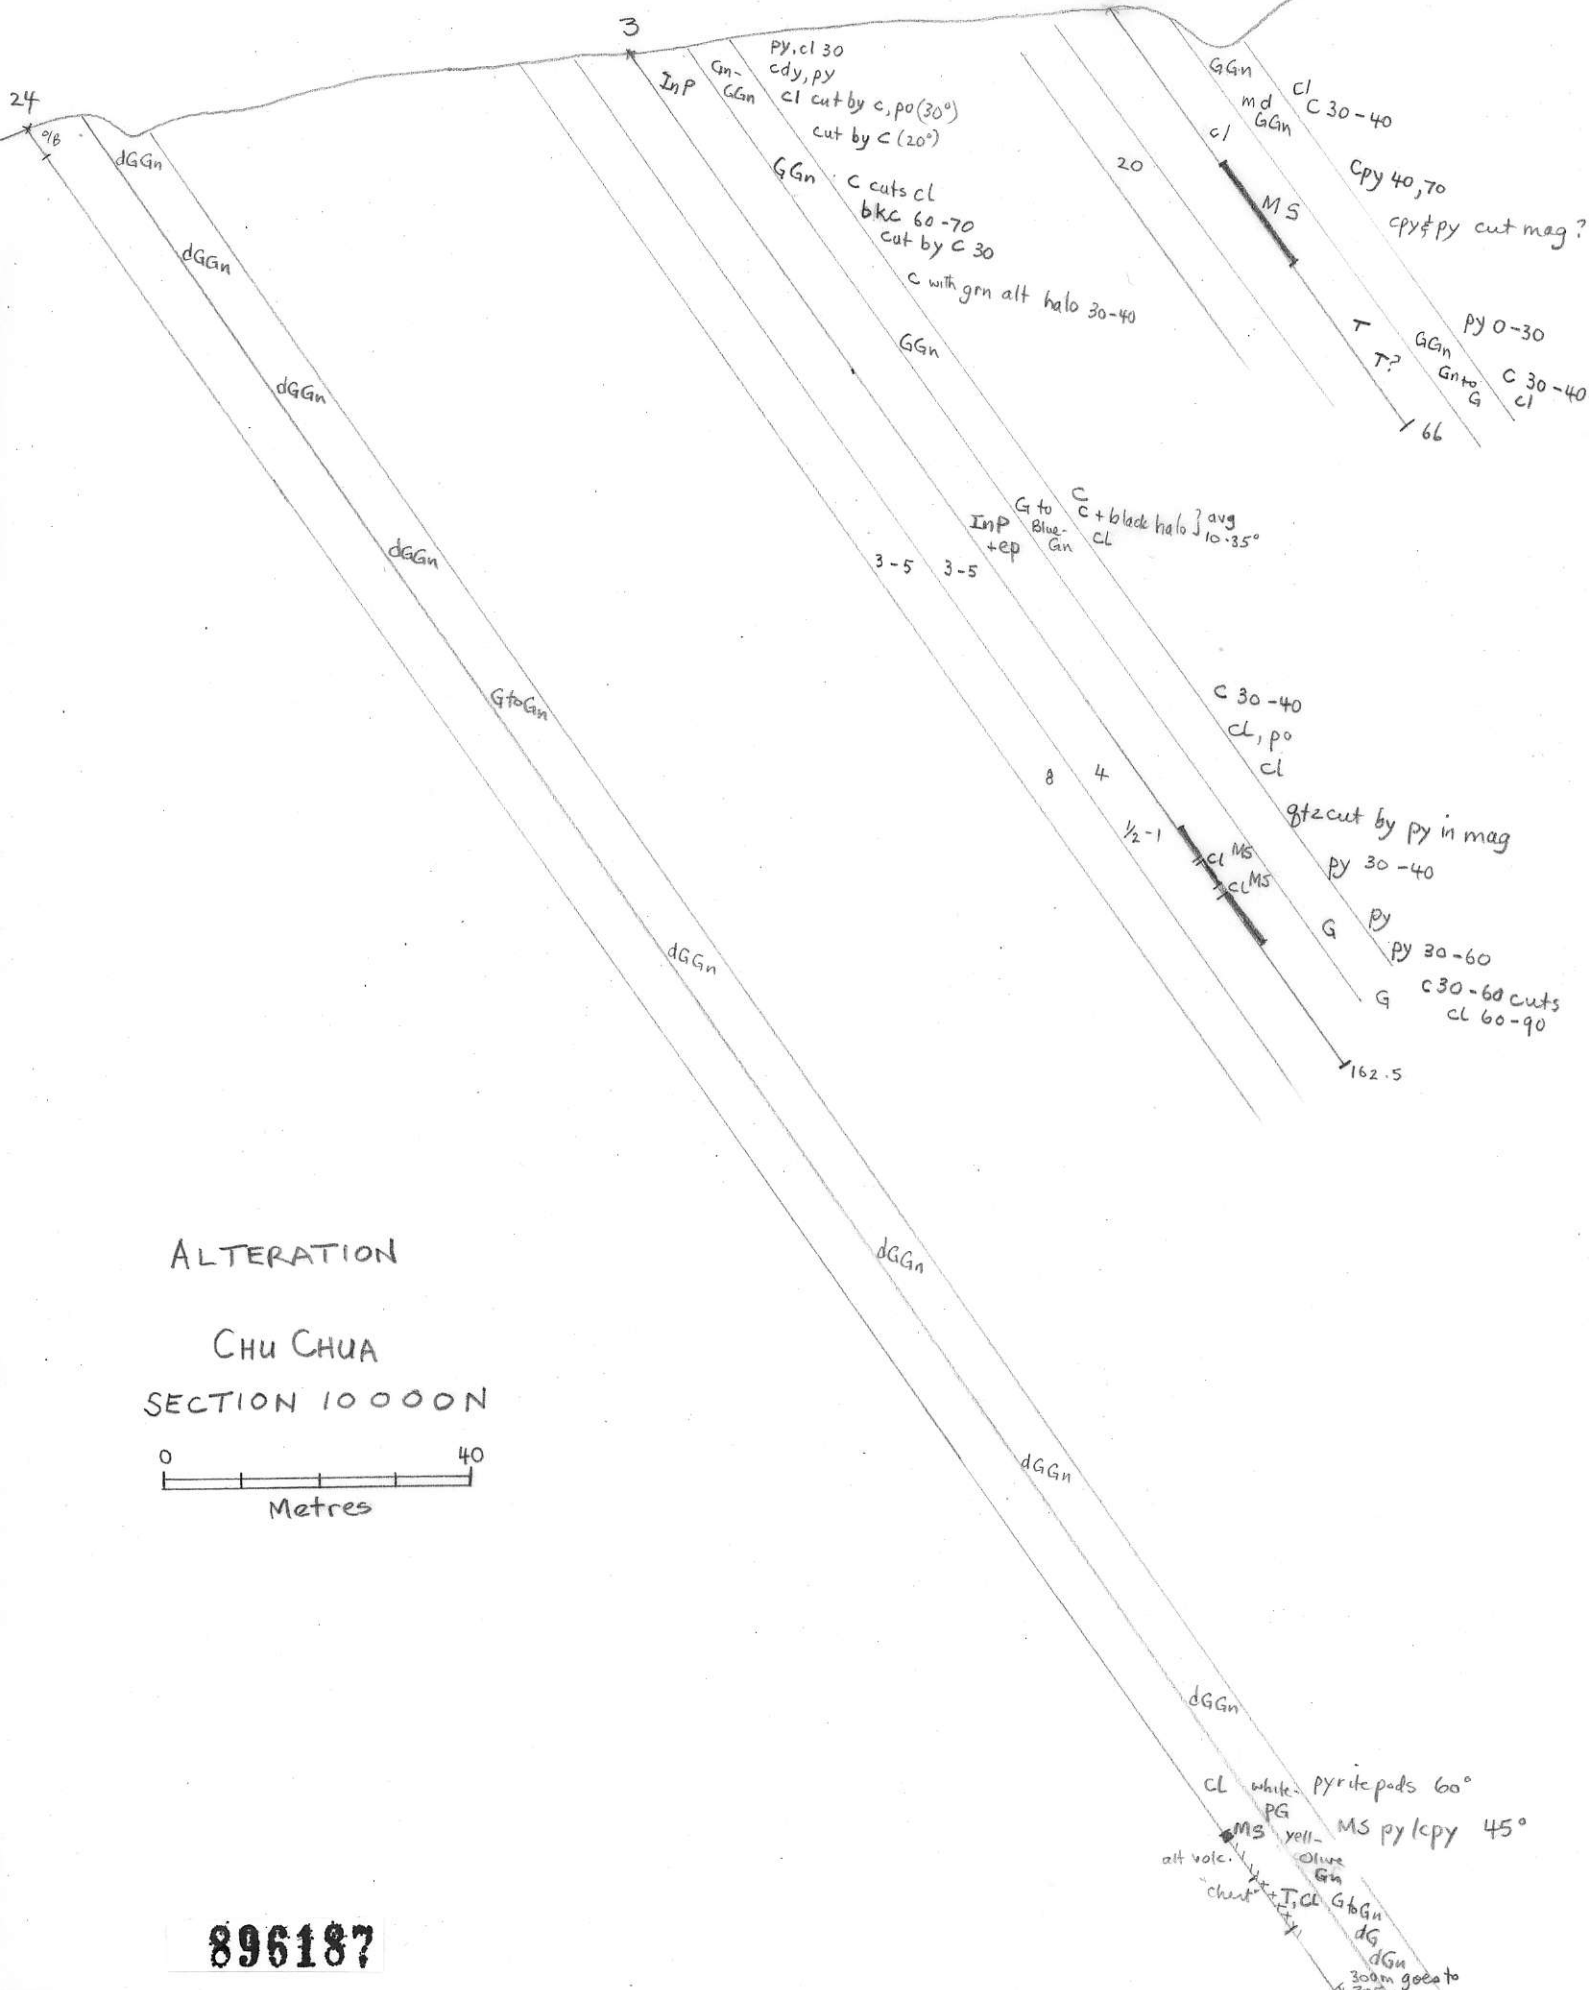 24
o/B
dGGn
dGGn
dGGn
dGGn
G to Gn
dGGn
dGGn
dGGn
dGGn
CL white-
PG
pyrite pods 60°
MS yell-
Olive
Gn
MS py/cpy 45°
alt volc.
"chert"
T, CL G to Gn
dG
dGn
300m goes to
3
InP
Gn-
GGn
py, cl 30
cdy, py
cl cut by c, po (30°)
cut by c (20°)
GGn
C cuts cl
bkc 60-70
cut by C 30
C with grn alt halo 30-40
GGn
InP
+ep
G to
Blue-
Gn
C
C + black halo } avg
10-35°
CL
3-5 3-5
C 30-40
CL, po
cl
8 4
½-1
qtz cut by py in mag
cl MS
CL MS
py 30-40
G py
py 30-60
G C 30-60 cuts
CL 60-90
162.5
20
GGn
md
GGn
cl
Cl
C 30-40
MS
Cpy 40,70
cpy & py cut mag?
T
T?
GGn
Gn to
G
py 0-30
C 30-40
cl
66
ALTERATION
CHU CHUA
SECTION 10000N
0 40
Metres
896187